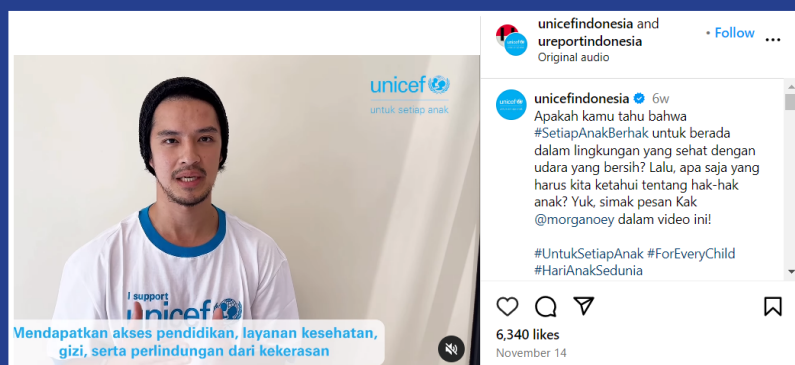 unicef
untuk setiap anak
I support
unicef
Mendapatkan akses pendidikan, layanan kesehatan,
gizi, serta perlindungan dari kekerasan
unicefindonesia and
ureportindonesia
• Follow ...
Original audio
unicefindonesia 6w
Apakah kamu tahu bahwa
#SetiapAnakBerhak untuk berada
dalam lingkungan yang sehat dengan
udara yang bersih? Lalu, apa saja yang
harus kita ketahui tentang hak-hak
anak? Yuk, simak pesan Kak
@morganoey dalam video ini!
#UntukSetiapAnak #ForEveryChild
#HariAnakSedunia
6,340 likes
November 14